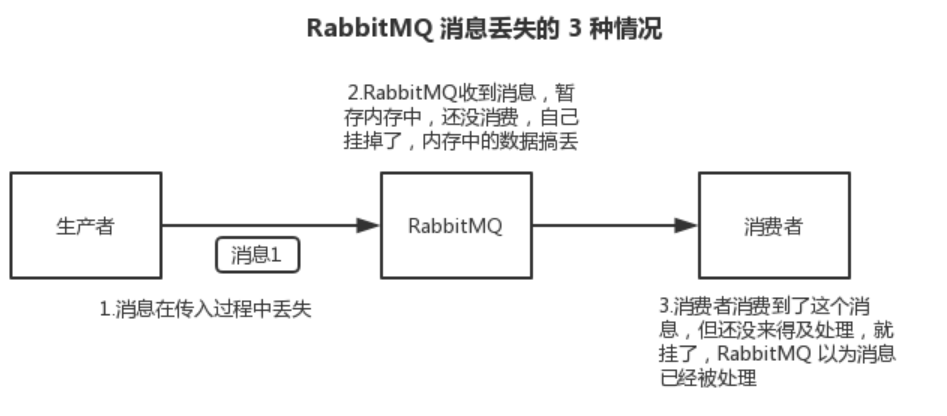 RabbitMQ 消息丢失的 3 种情况
2.RabbitMQ收到消息，暂
存内存中，还没消费，自己
挂掉了，内存中的数据搞丢
生产者
RabbitMQ
消费者
消息1
1.消息在传入过程中丢失
3.消费者消费到了这个消
息，但还没来得及处理，就
挂了，RabbitMQ 以为消息
已经被处理